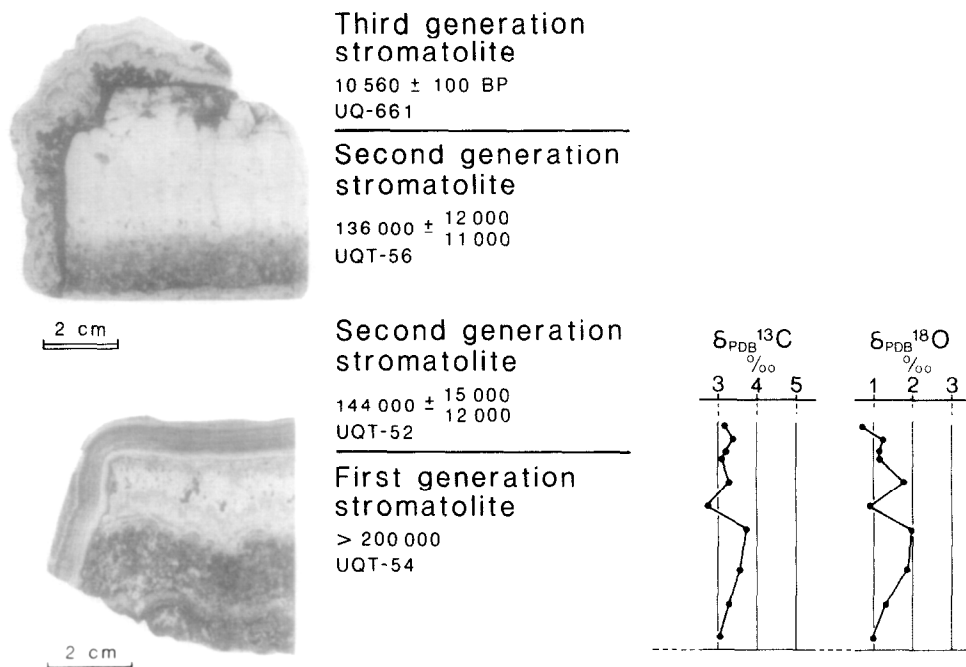 Third generation
stromatolite
10 560 ± 100 BP
UQ-661
Second generation
stromatolite
136 000 ± 12 000
11 000
UQT-56
2 cm
Second generation
stromatolite
144 000 ± 15 000
12 000
UQT-52
First generation
stromatolite
> 200 000
UQT-54
2 cm
δPDB13C
‰
3 4 5
δPDB18O
‰
1 2 3